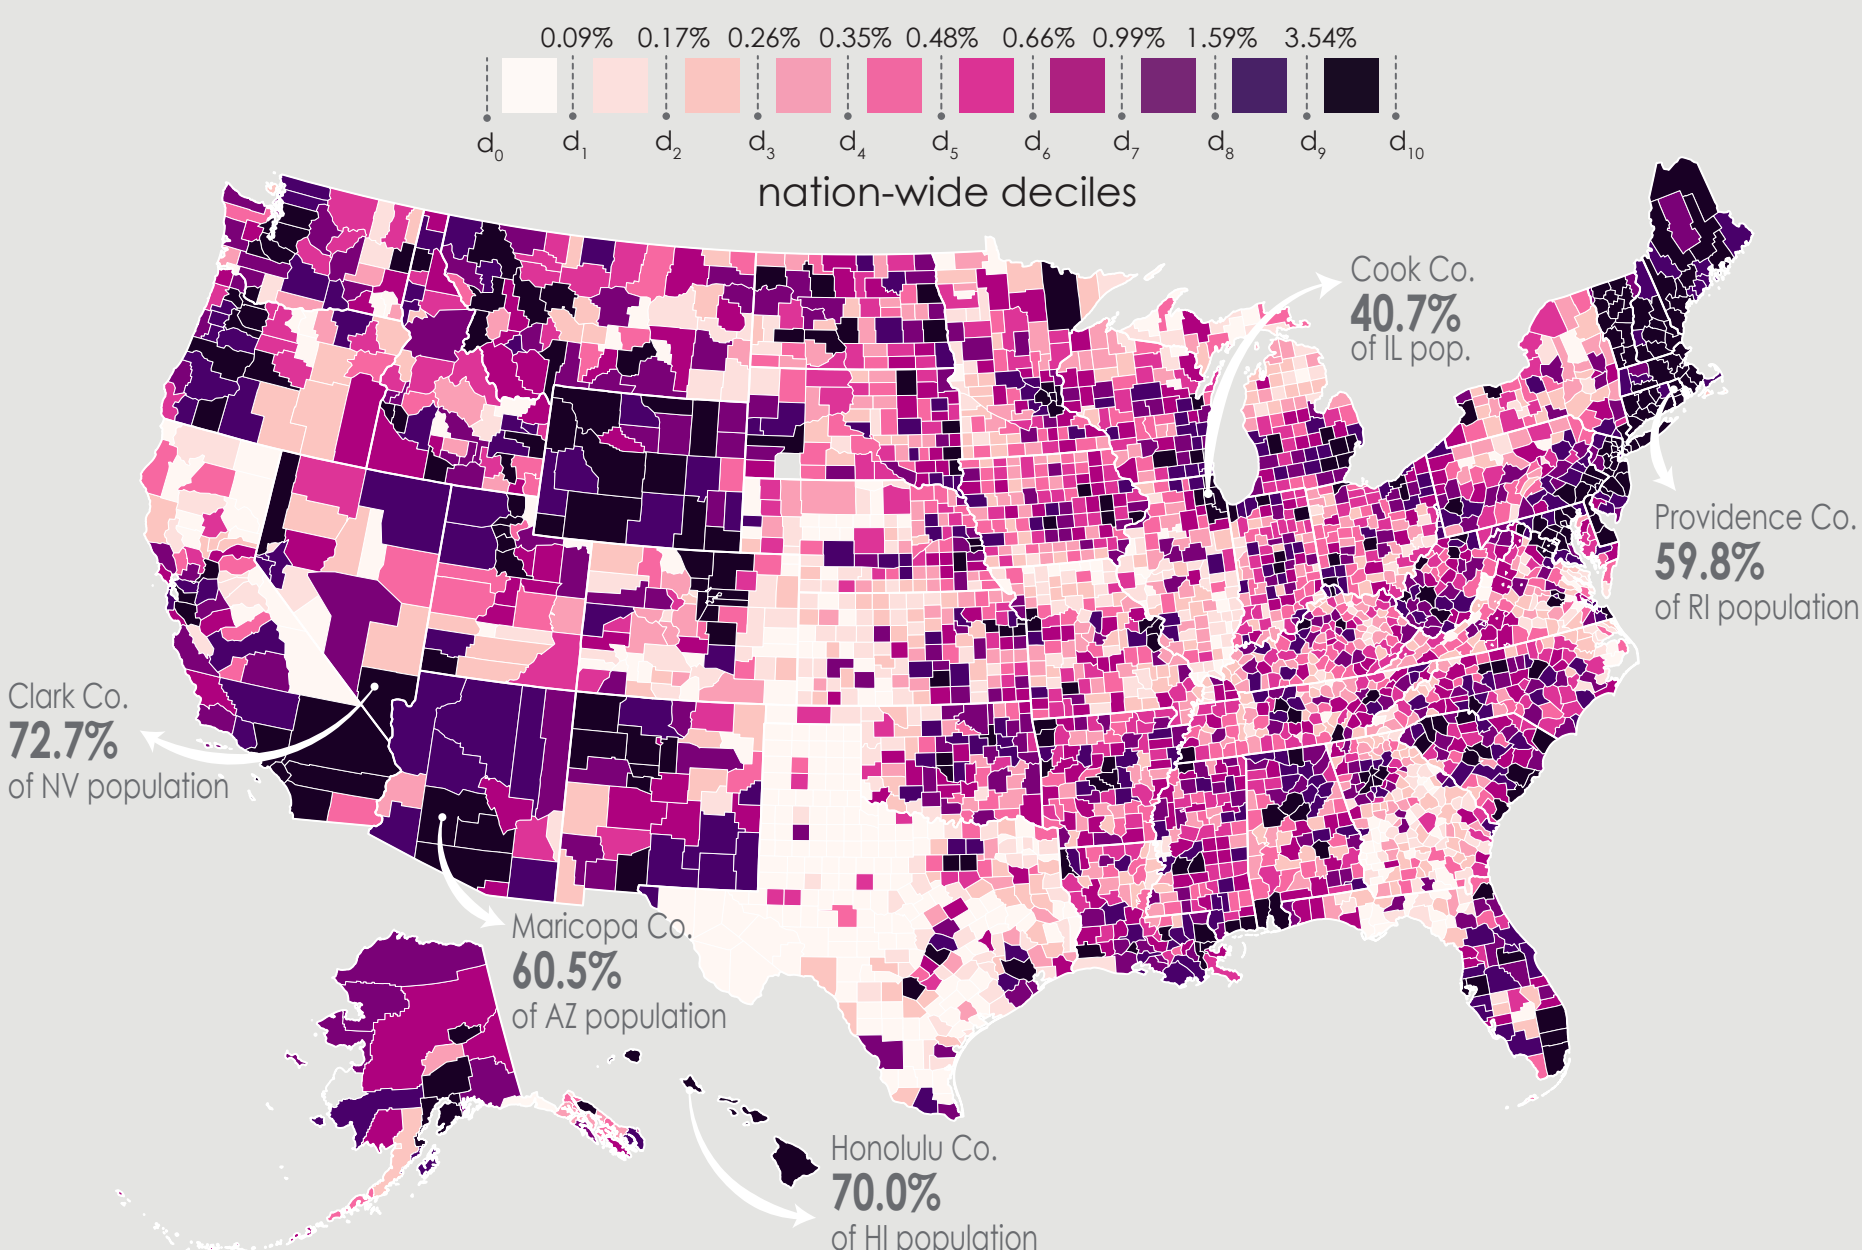 0.09% 0.17% 0.26% 0.35% 0.48% 0.66% 0.99% 1.59% 3.54%
d0 d1 d2 d3 d4 d5 d6 d7 d8 d9 d10
nation-wide deciles
Cook Co.
40.7%
of IL pop.
Providence Co.
59.8%
of RI population
Clark Co.
72.7%
of NV population
Maricopa Co.
60.5%
of AZ population
Honolulu Co.
70.0%
of HI population